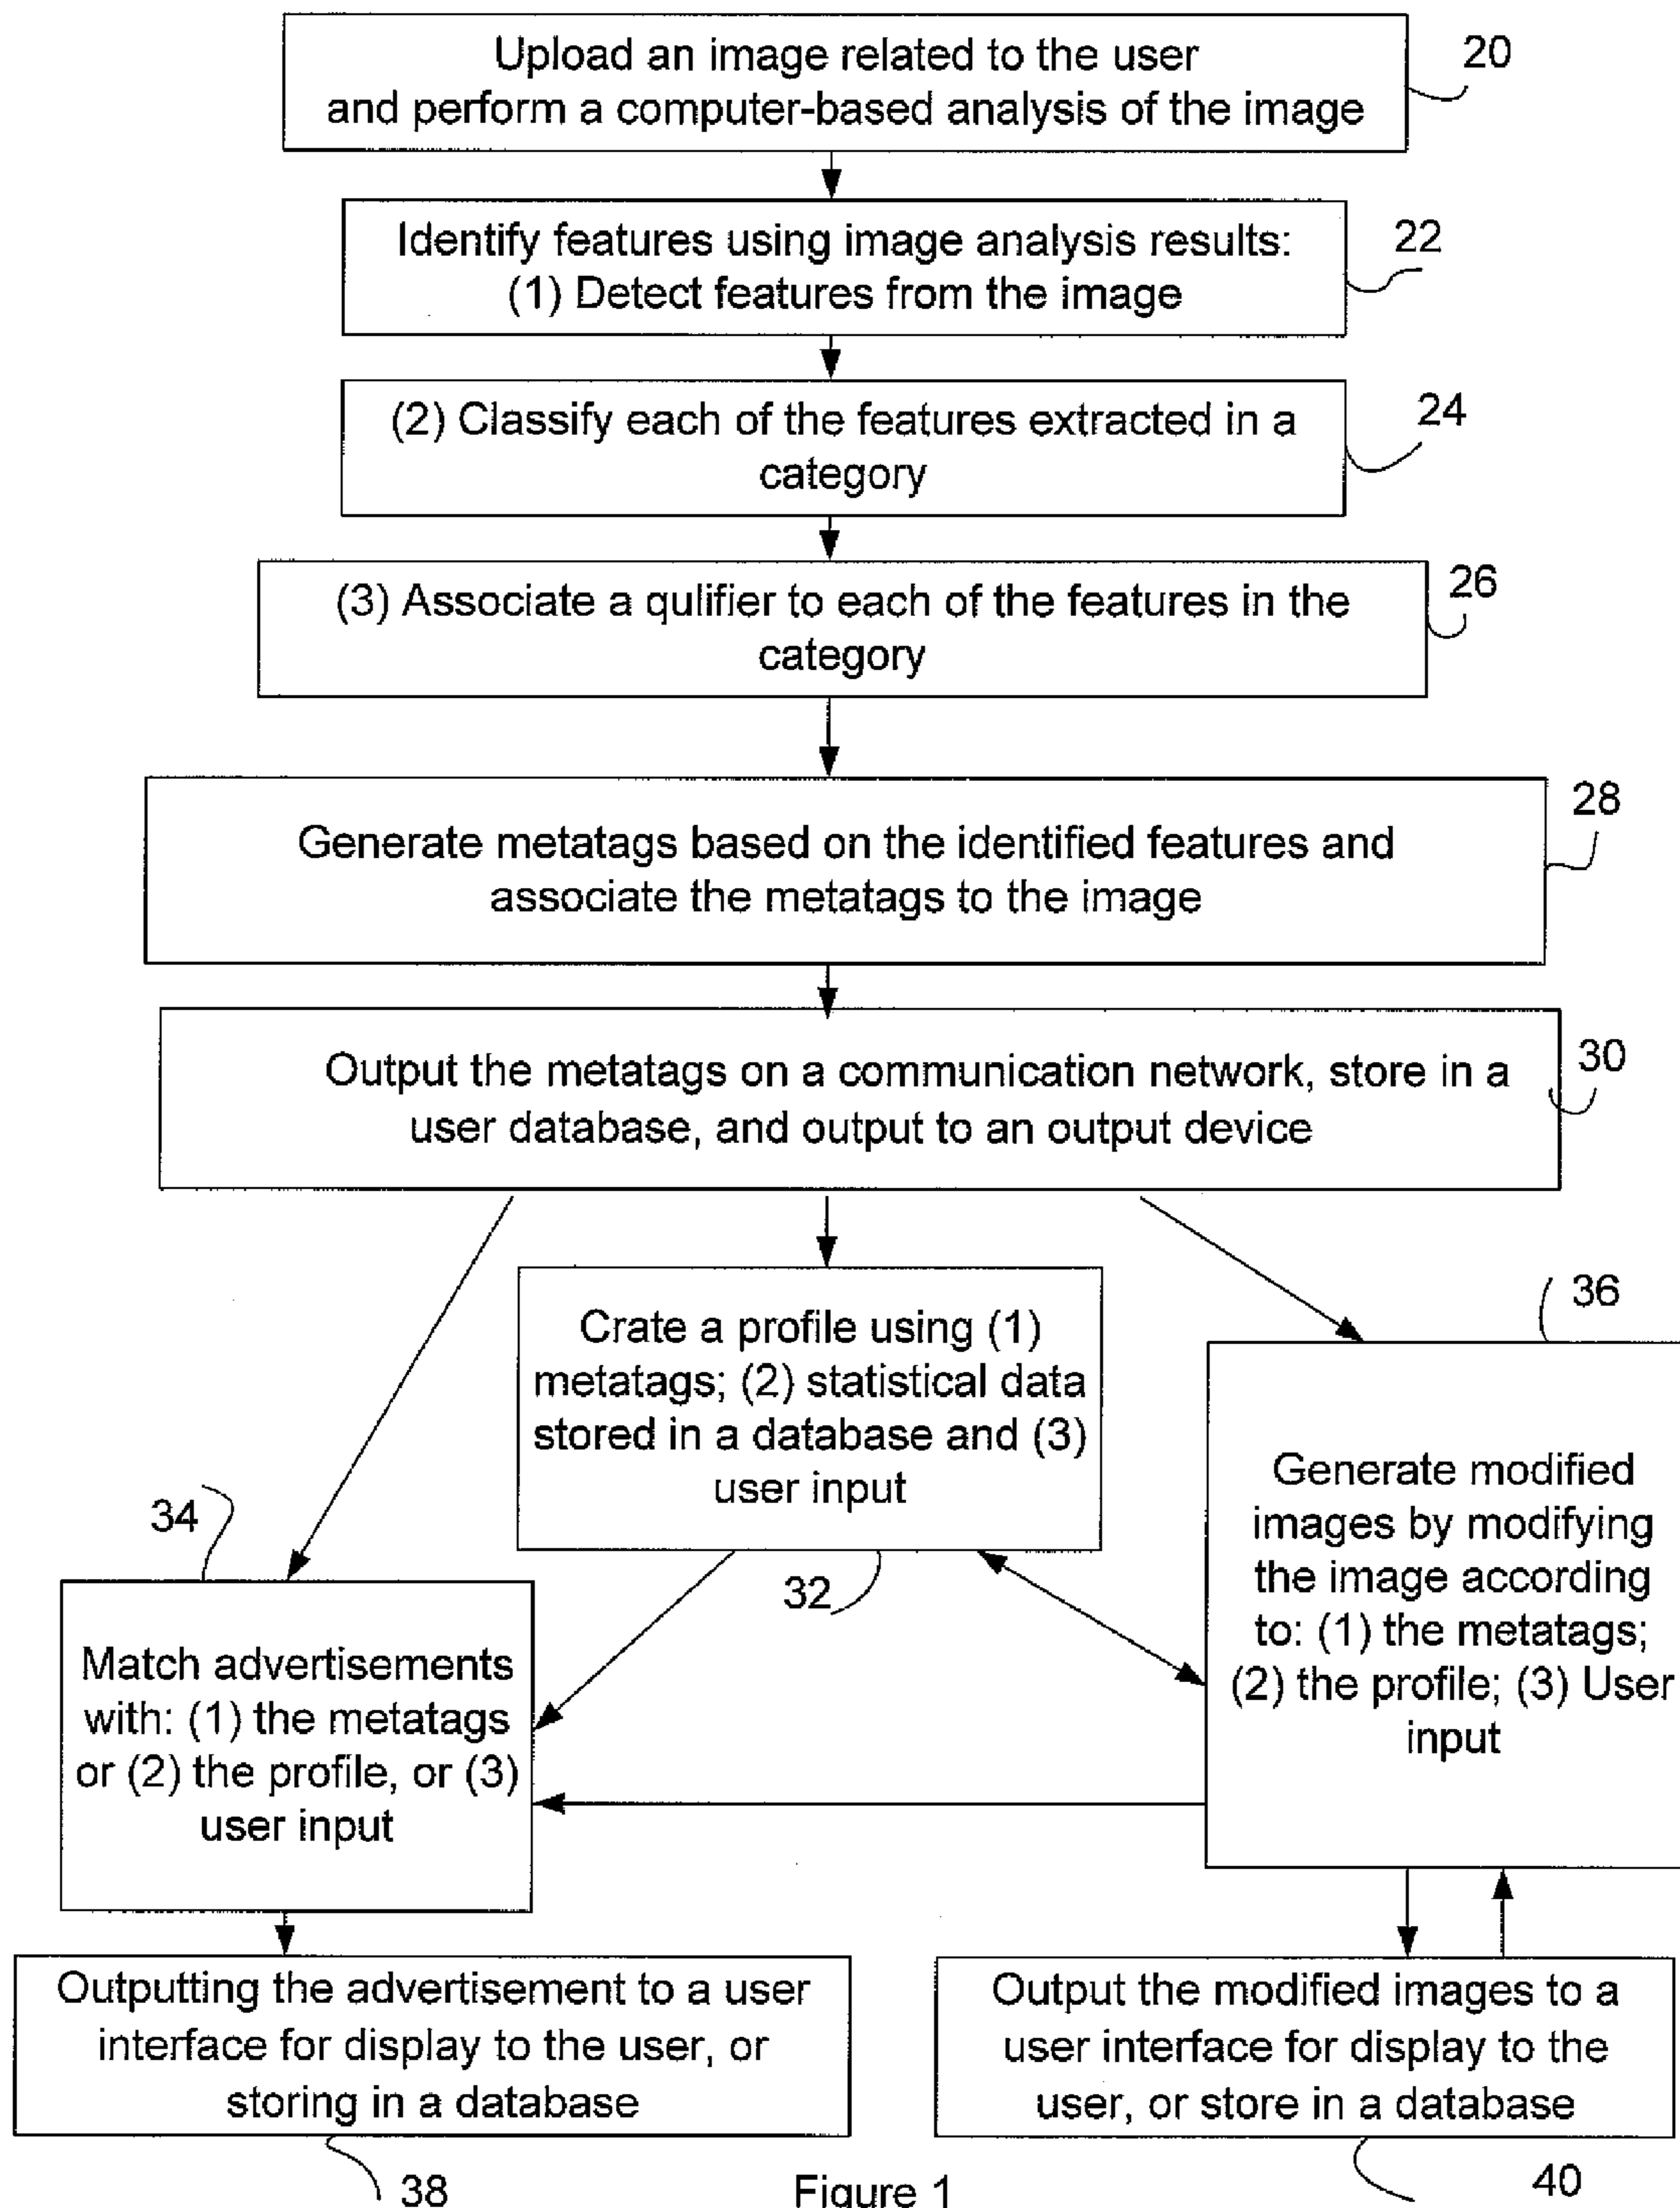 Upload an image related to the user
and perform a computer-based analysis of the image
20
Identify features using image analysis results:
(1) Detect features from the image
22
(2) Classify each of the features extracted in a
category
24
(3) Associate a qulifier to each of the features in the
category
26
Generate metatags based on the identified features and
associate the metatags to the image
28
Output the metatags on a communication network, store in a
user database, and output to an output device
30
Crate a profile using (1)
metatags; (2) statistical data
stored in a database and (3)
user input
32
36
Generate modified
images by modifying
the image according
to: (1) the metatags;
(2) the profile; (3) User
input
34
Match advertisements
with: (1) the metatags
or (2) the profile, or (3)
user input
Outputting the advertisement to a user
interface for display to the user, or
storing in a database
38
Output the modified images to a
user interface for display to the
user, or store in a database
40
Figure 1